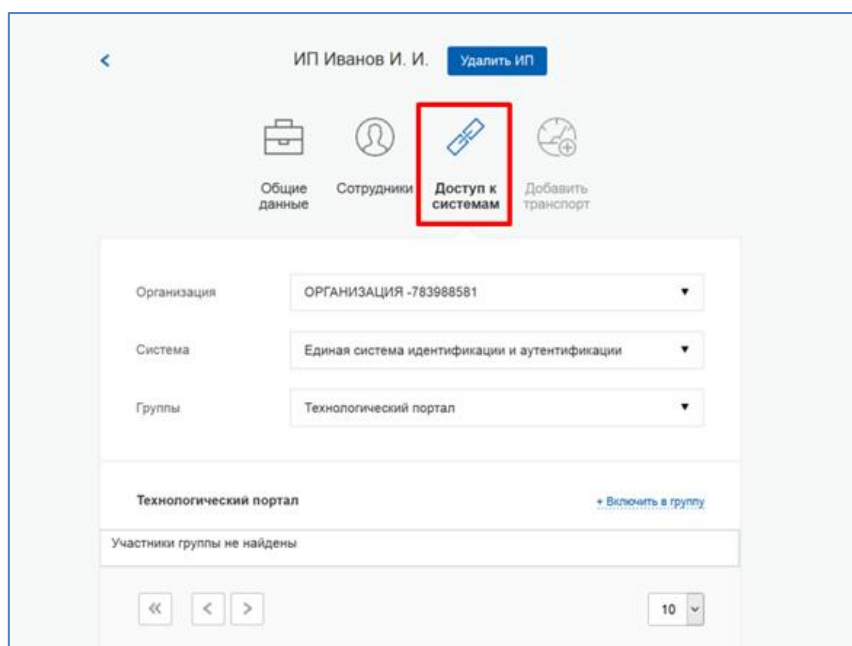 ИП Иванов И. И.
Удалить ИП
Общие
данные
Сотрудники
Доступ к
системам
Добавить
транспорт
Организация
ОРГАНИЗАЦИЯ -783988581
Система
Единая система идентификации и аутентификации
Группы
Технологический портал
Технологический портал
+ Включить в группу
Участники группы не найдены
10